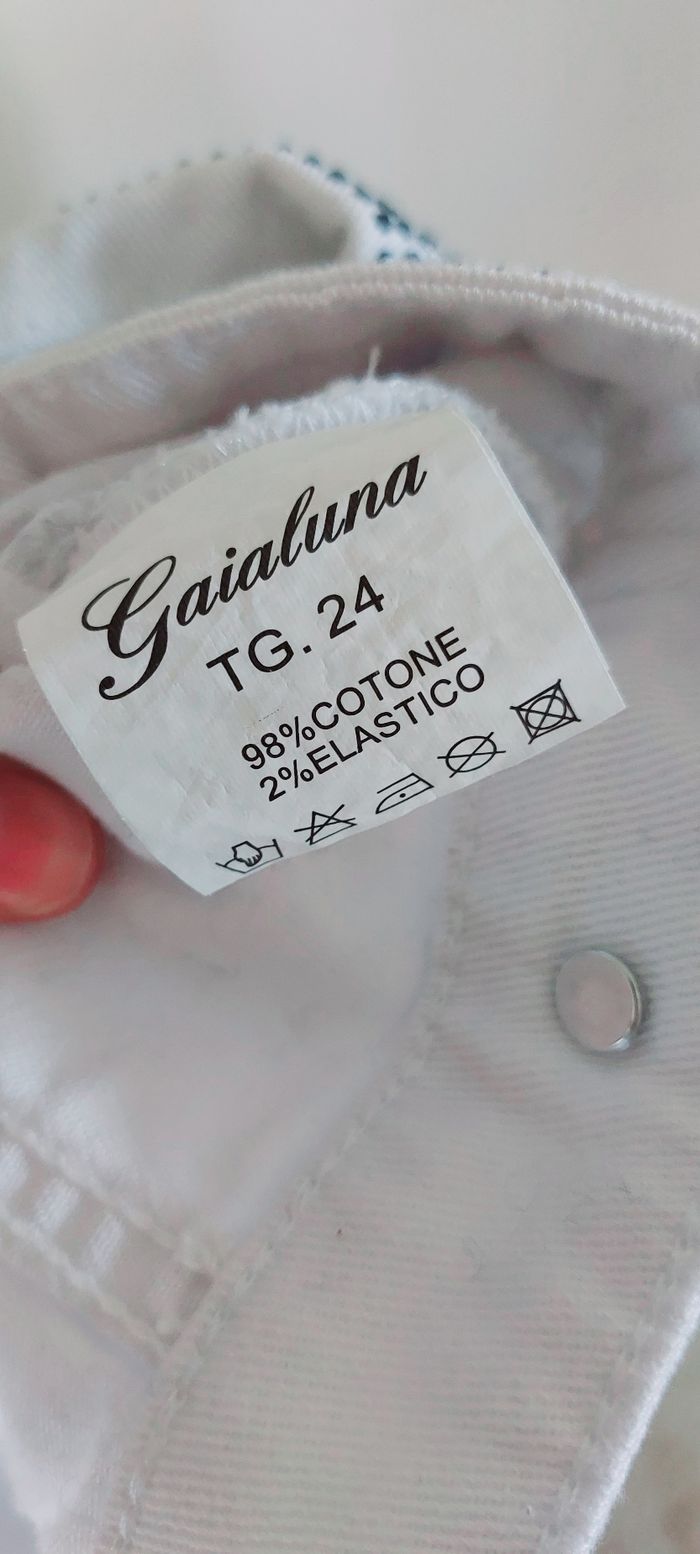 Gaialuna
TG. 24
98%COTONE
2%ELASTICO